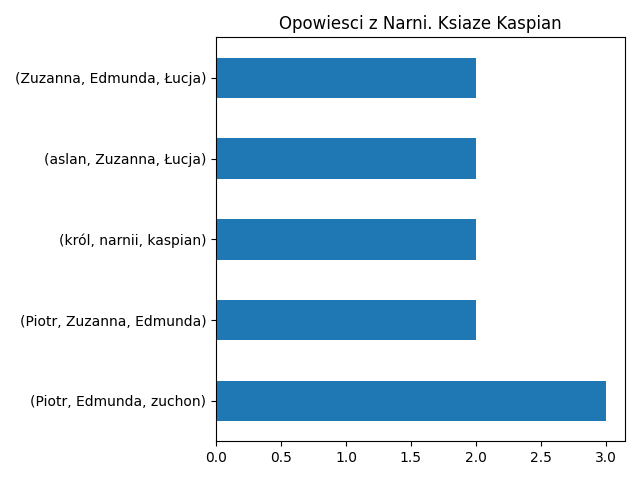 Opowiesci z Narni. Ksiaze Kaspian
(Zuzanna, Edmunda, Łucja)
(aslan, Zuzanna, Łucja)
(król, narnii, kaspian)
(Piotr, Zuzanna, Edmunda)
(Piotr, Edmunda, zuchon)
0.0 0.5 1.0 1.5 2.0 2.5 3.0